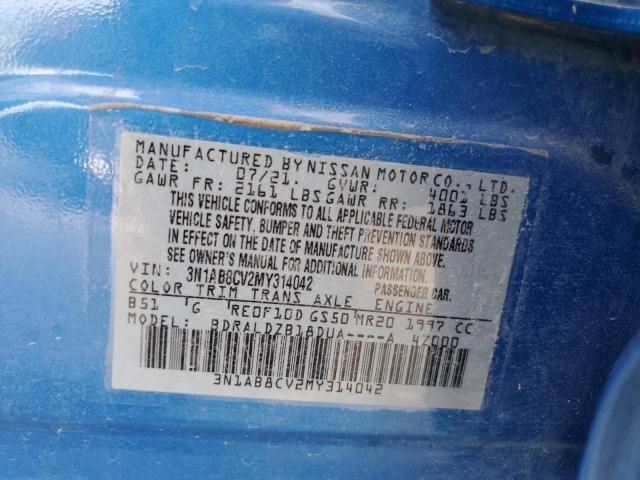 MANUFACTURED BY NISSAN MOTOR CO., LTD.
DATE: 07/21. GVWR: 4001 LBS
GAWR FR: 2161 LBS GAWR RR: 1863 LBS
THIS VEHICLE CONFORMS TO ALL APPLICABLE FEDERAL MOTOR
VEHICLE SAFETY, BUMPER AND THEFT PREVENTION STANDARDS
IN EFFECT ON THE DATE OF MANUFACTURE SHOWN ABOVE.
SEE OWNER'S MANUAL FOR ADDITIONAL INFORMATION.
VIN: 3N1AB8CV2MY314042 PASSENGER CAR.
COLOR TRIM TRANS AXLE ENGINE
B51 G RE0F10D GS50 MR20 1997 CC
MODEL: BDRALDZB18DUA----A 4Z000
3N1AB8CV2MY314042